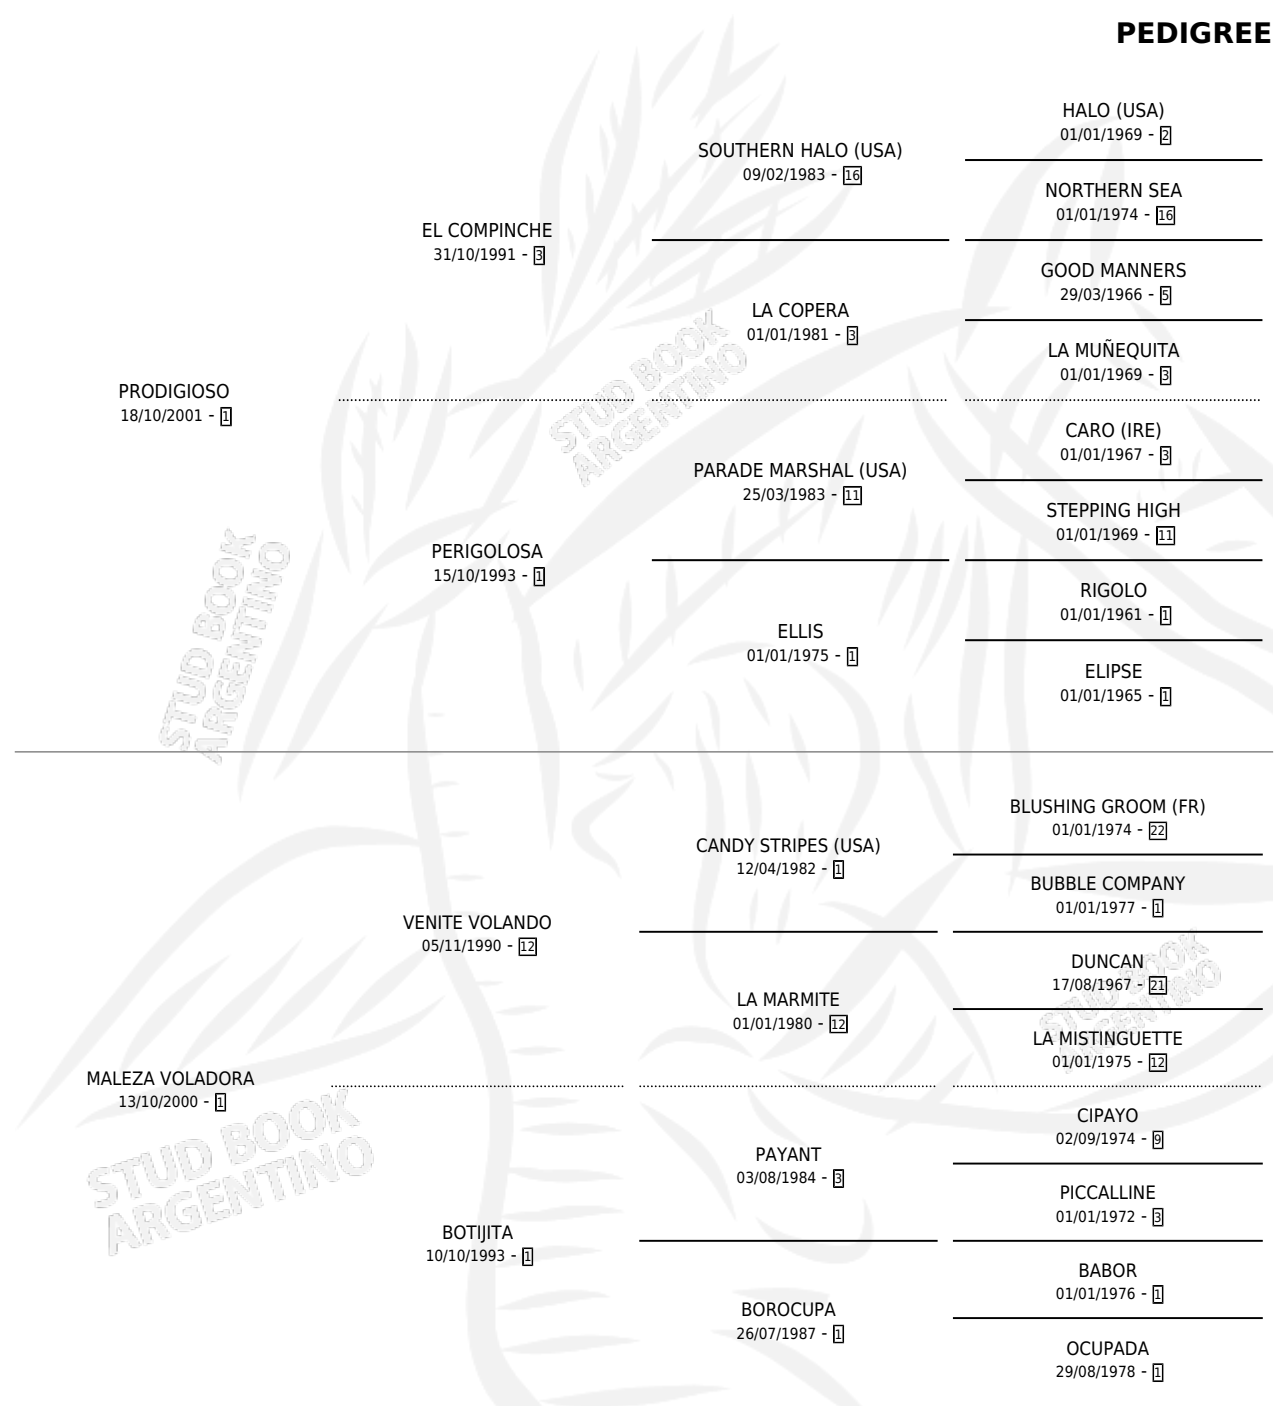 PEDIGREE
HALO (USA)
01/01/1969 - 2
SOUTHERN HALO (USA)
09/02/1983 - 16
NORTHERN SEA
01/01/1974 - 16
EL COMPINCHE
31/10/1991 - 3
GOOD MANNERS
29/03/1966 - 5
LA COPERA
01/01/1981 - 3
LA MUÑEQUITA
01/01/1969 - 3
PRODIGIOSO
18/10/2001 - 1
CARO (IRE)
01/01/1967 - 3
PARADE MARSHAL (USA)
25/03/1983 - 11
STEPPING HIGH
01/01/1969 - 11
PERIGOLOSA
15/10/1993 - 1
RIGOLO
01/01/1961 - 1
ELLIS
01/01/1975 - 1
ELIPSE
01/01/1965 - 1
STUD BOOK
ARGENTINO
STUD BOOK
ARGENTINO
BLUSHING GROOM (FR)
01/01/1974 - 22
CANDY STRIPES (USA)
12/04/1982 - 1
BUBBLE COMPANY
01/01/1977 - 1
VENITE VOLANDO
05/11/1990 - 12
DUNCAN
17/08/1967 - 21
LA MARMITE
01/01/1980 - 12
LA MISTINGUETTE
01/01/1975 - 12
MALEZA VOLADORA
13/10/2000 - 1
CIPAYO
02/09/1974 - 9
PAYANT
03/08/1984 - 3
PICCALLINE
01/01/1972 - 3
BOTIJITA
10/10/1993 - 1
BABOR
01/01/1976 - 1
BOROCUPA
26/07/1987 - 1
OCUPADA
29/08/1978 - 1
STUD BOOK
ARGENTINO
STUD BOOK
ARGENTINO